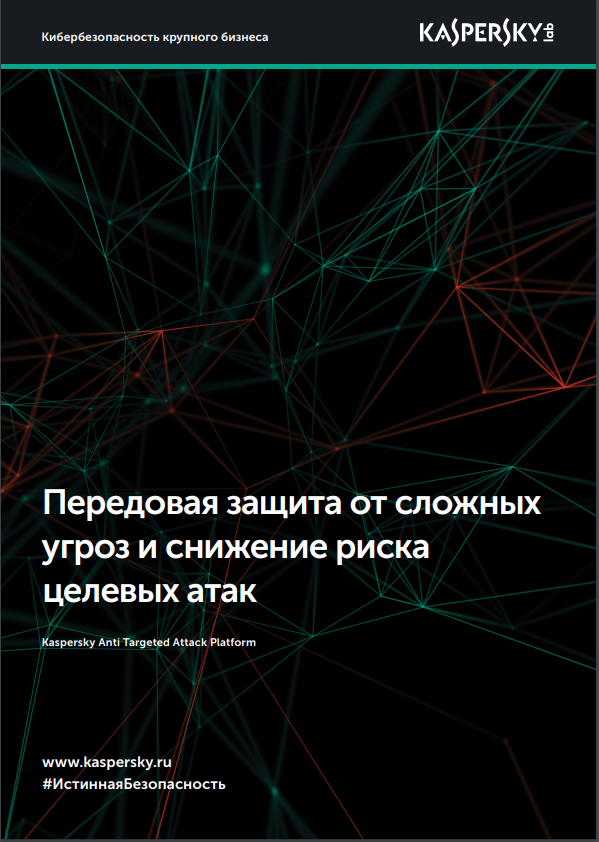 Кибербезопасность крупного бизнеса
KASPERSKY lab
Передовая защита от сложных
угроз и снижение риска
целевых атак
Kaspersky Anti Targeted Attack Platform
www.kaspersky.ru
#ИстиннаяБезопасность